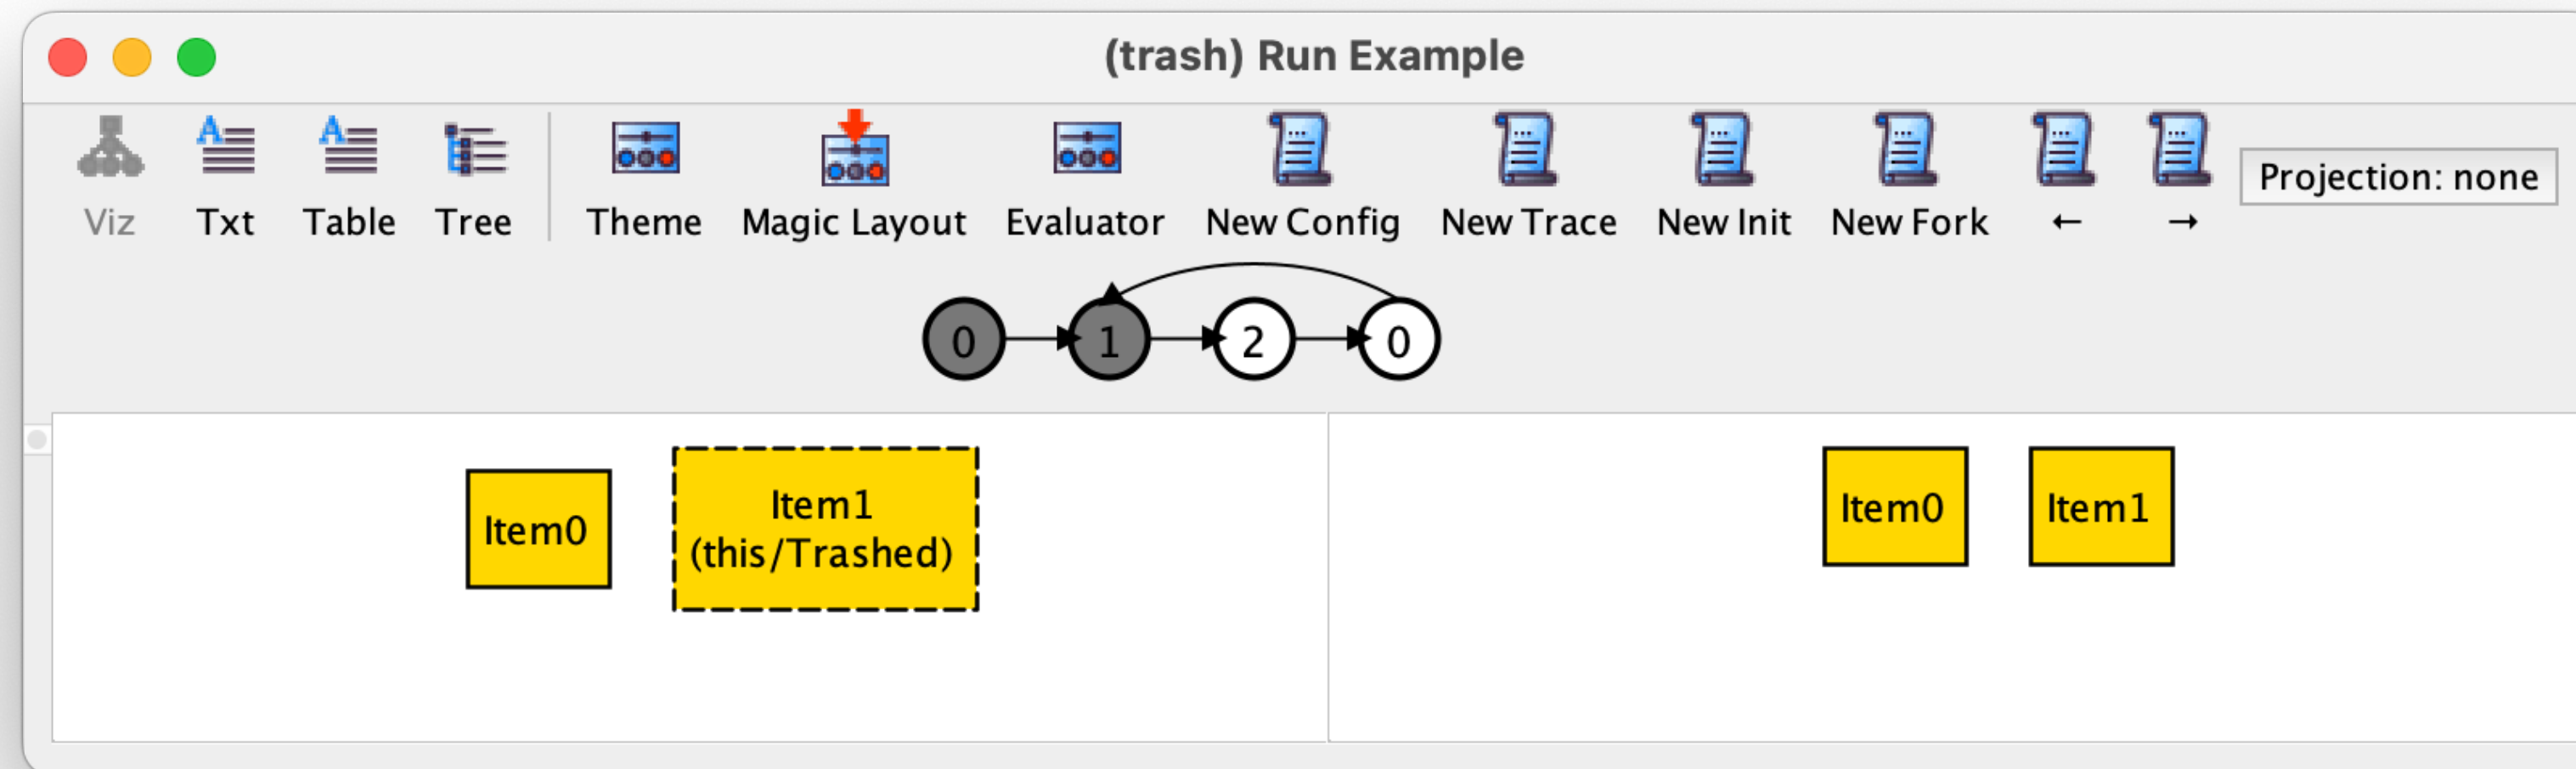 (trash) Run Example
Viz Txt Table Tree Theme Magic Layout Evaluator New Config New Trace New Init New Fork ← → Projection: none
0 1 2 0
Item0
Item1
(this/Trashed)
Item0 Item1